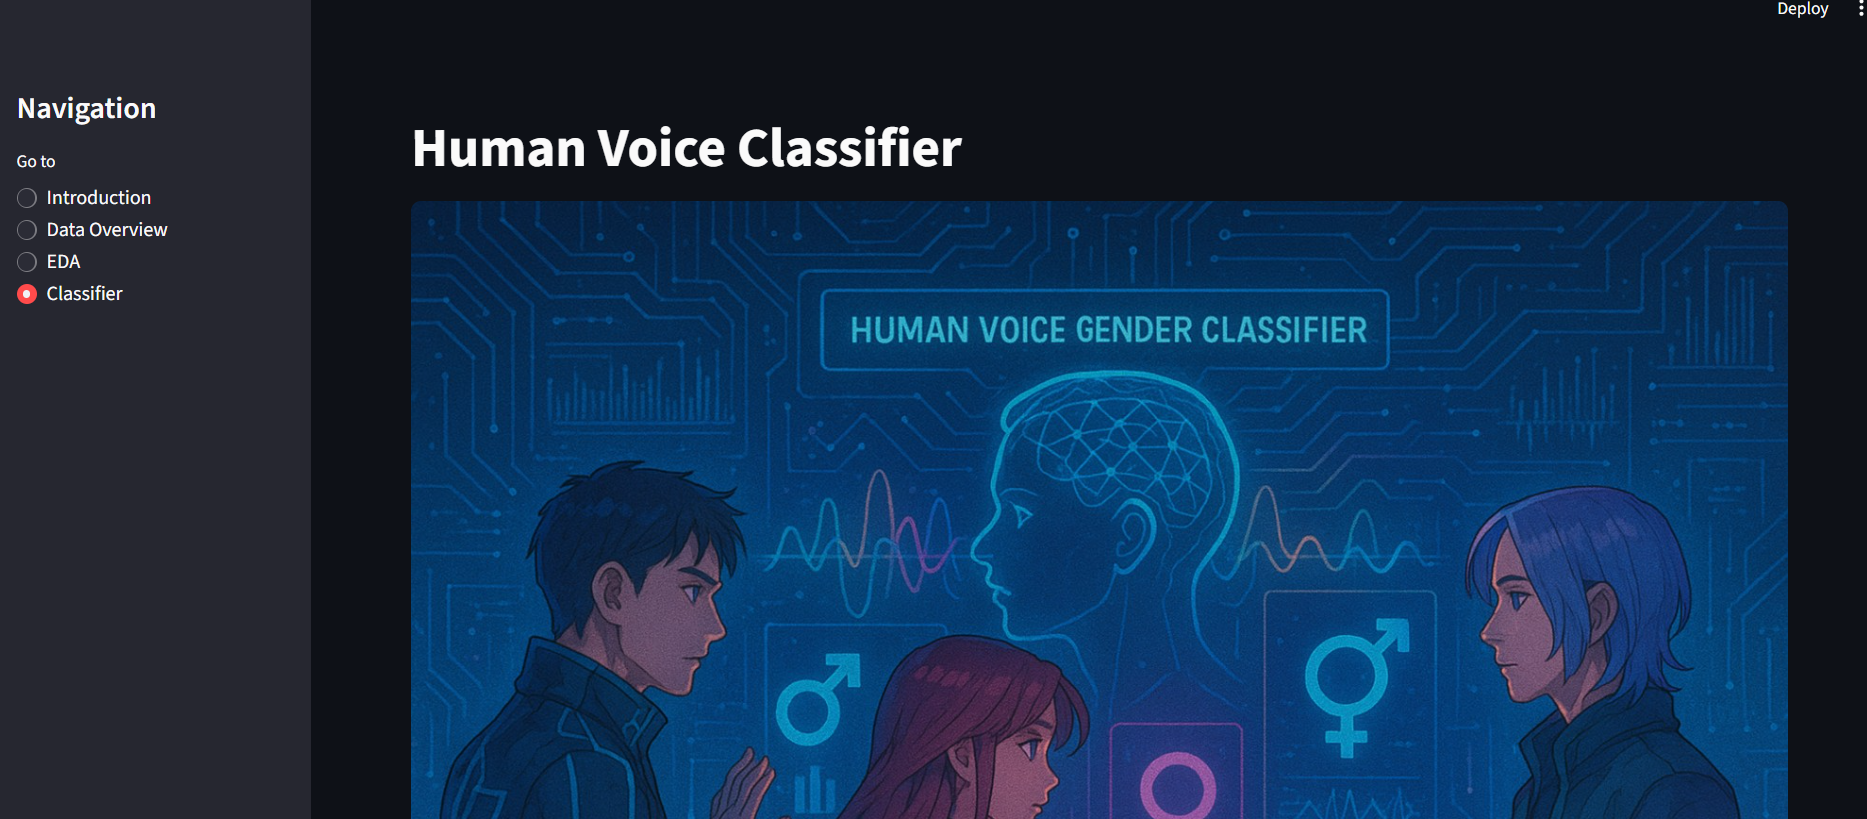 Deploy
Navigation
Go to
Introduction
Data Overview
EDA
Classifier
Human Voice Classifier
HUMAN VOICE GENDER CLASSIFIER